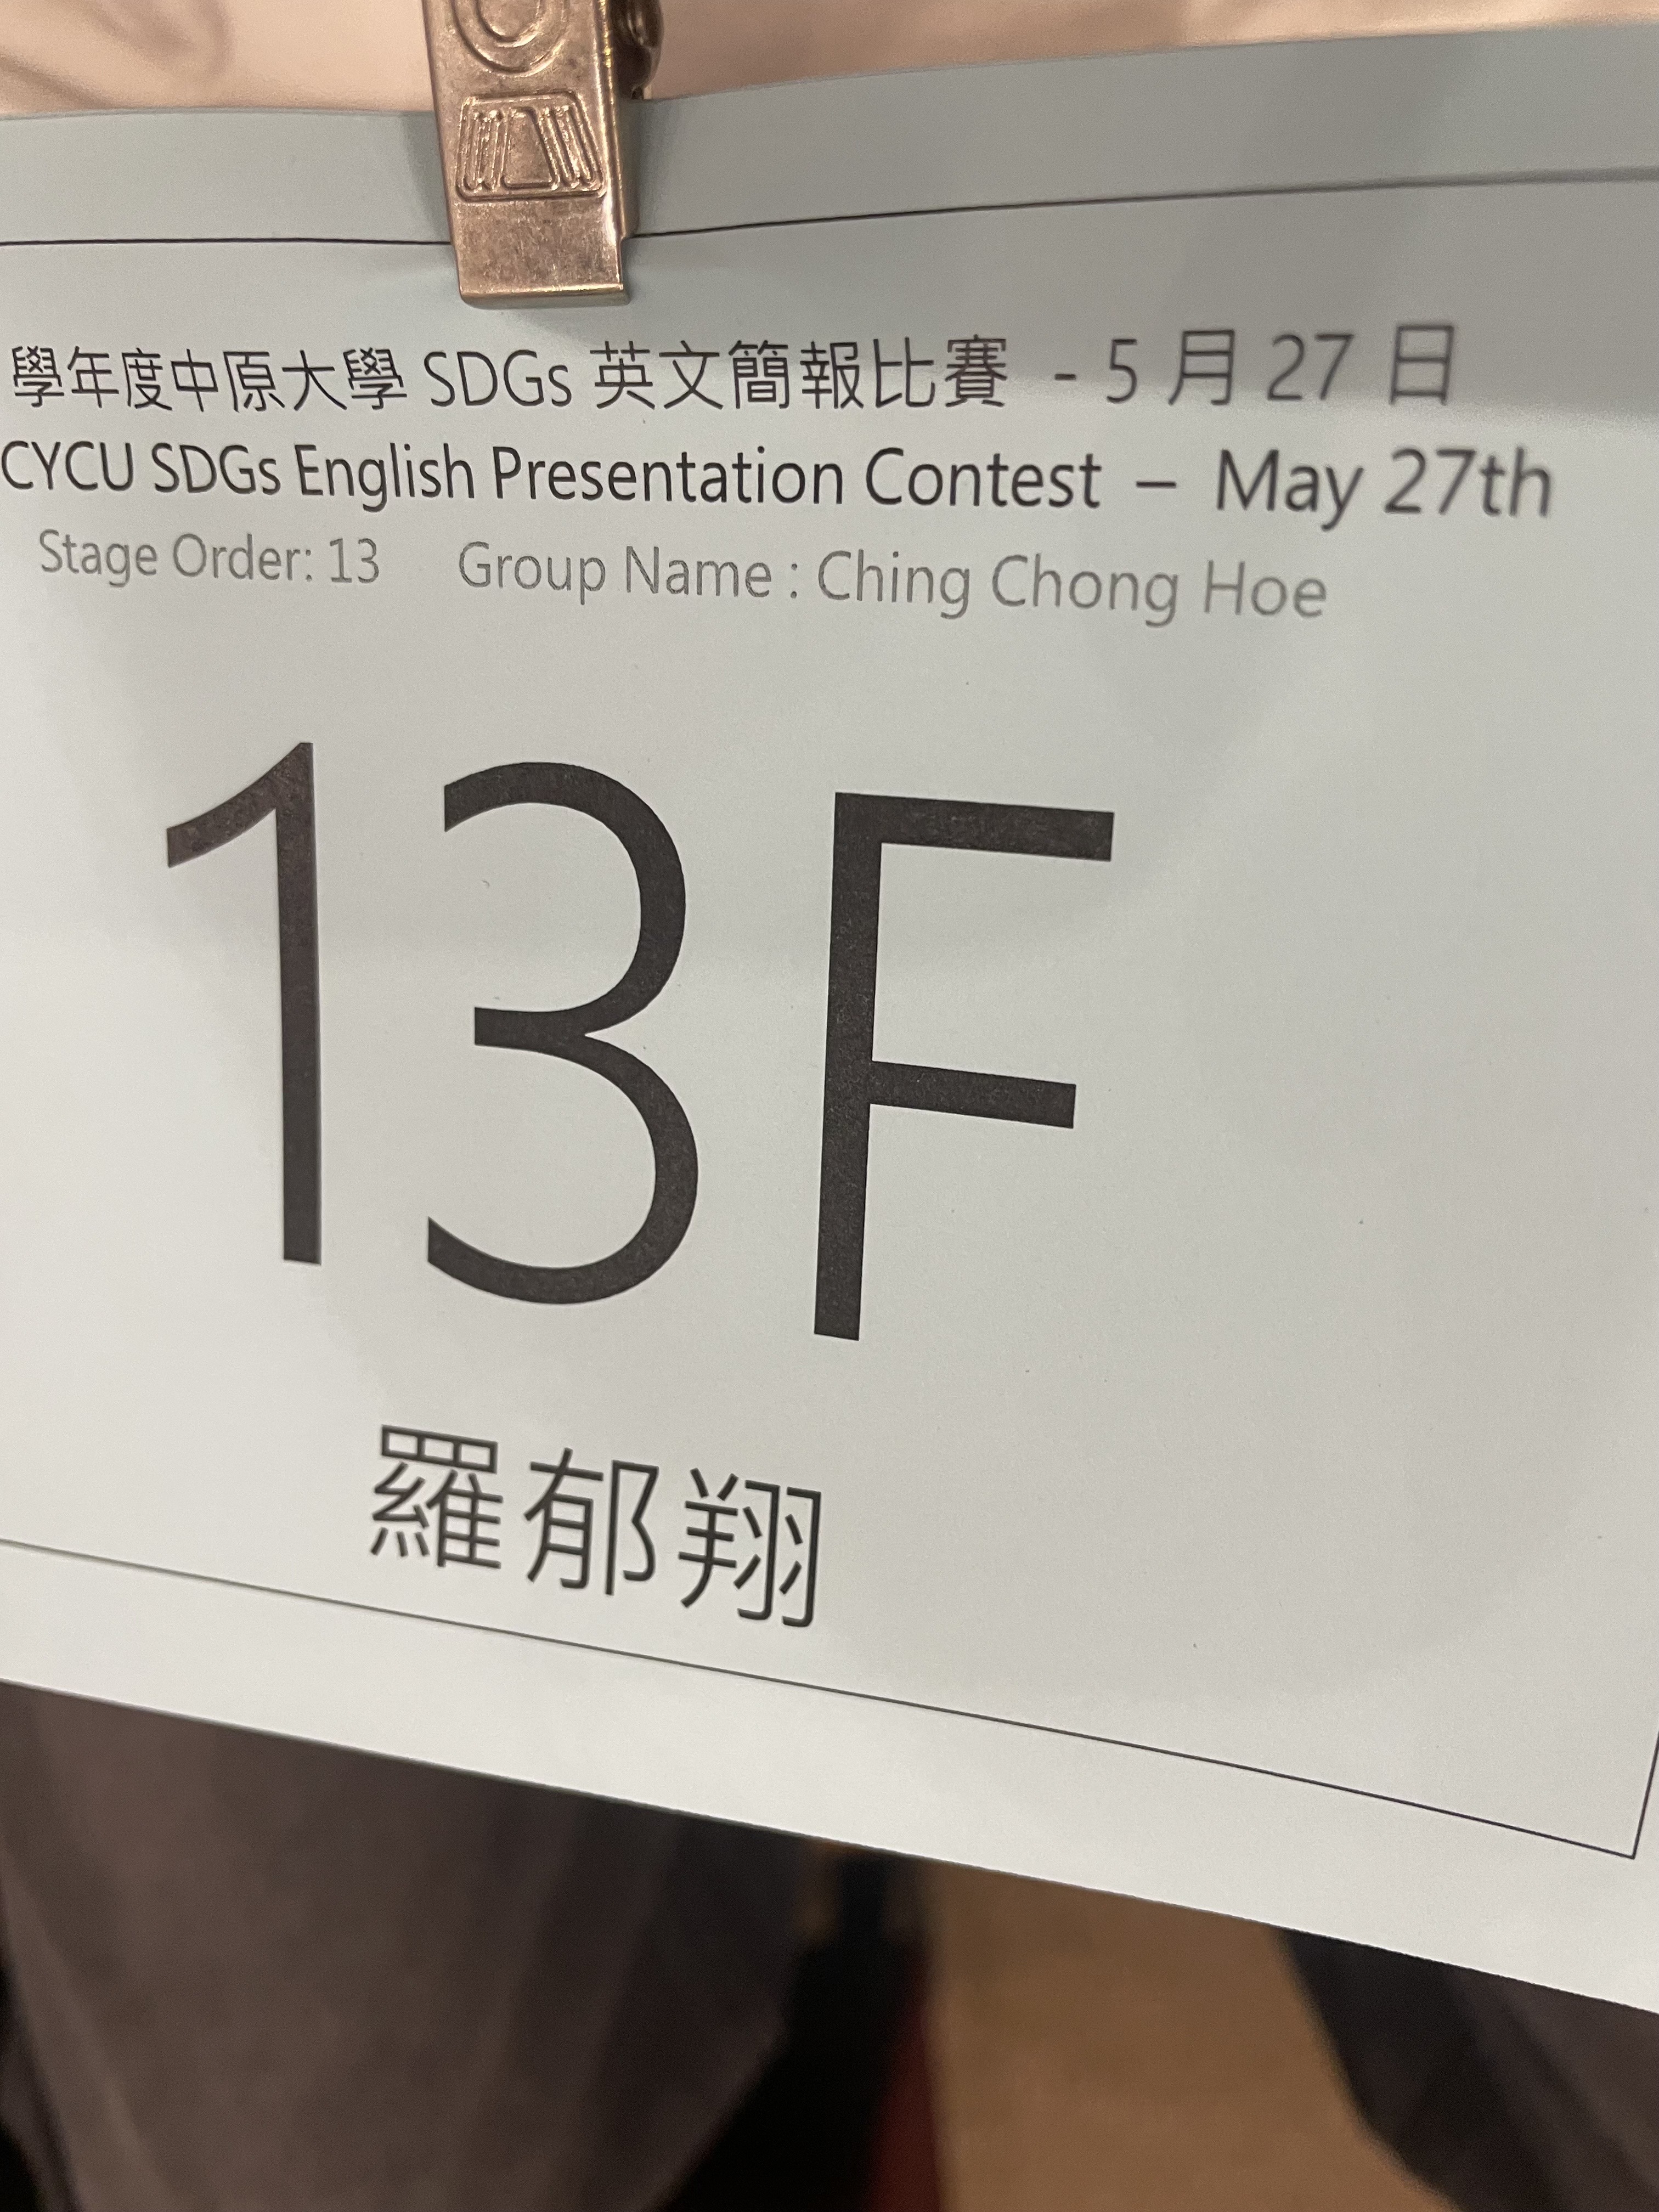 學年度中原大學 SDGs 英文簡報比賽 - 5 月 27 日
CYCU SDGs English Presentation Contest – May 27th
Stage Order: 13 Group Name : Ching Chong Hoe
13F
羅郁翔